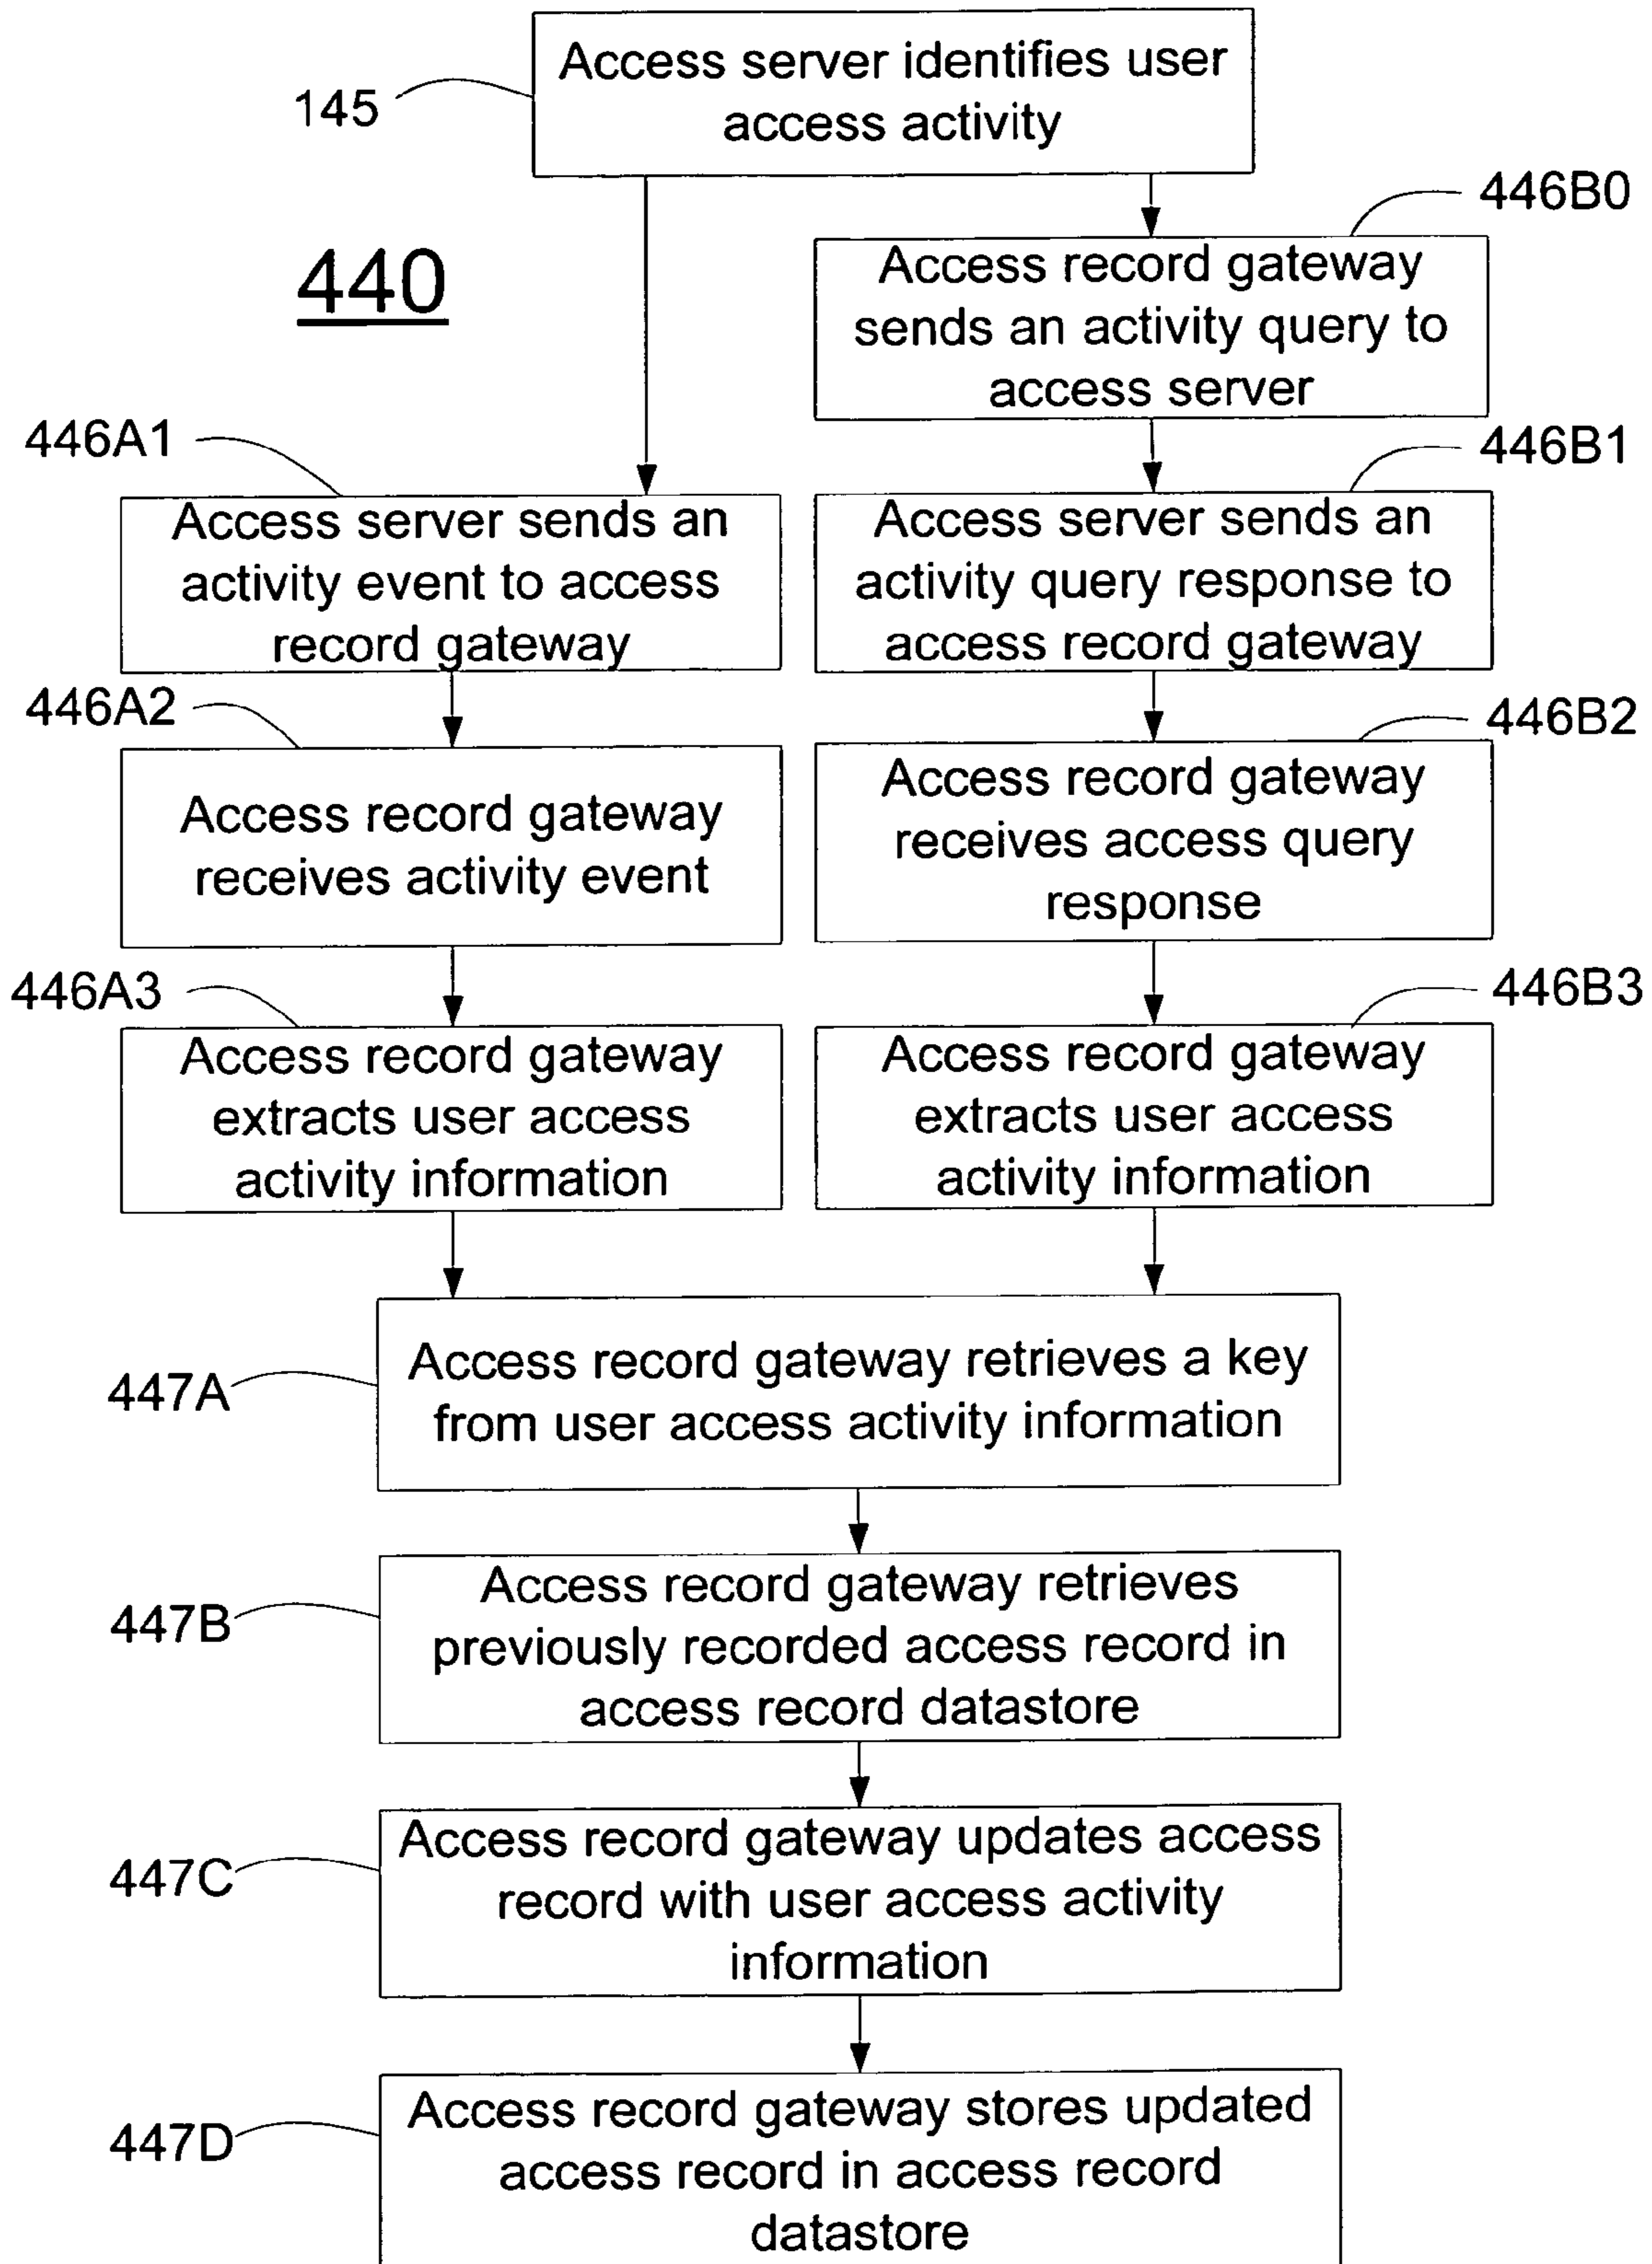 Access server identifies user
access activity
145
446B0
440
Access record gateway
sends an activity query to
access server
446A1
446B1
Access server sends an
activity event to access
record gateway
Access server sends an
activity query response to
access record gateway
446A2
446B2
Access record gateway
receives activity event
Access record gateway
receives access query
response
446A3
446B3
Access record gateway
extracts user access
activity information
Access record gateway
extracts user access
activity information
447A
Access record gateway retrieves a key
from user access activity information
447B
Access record gateway retrieves
previously recorded access record in
access record datastore
447C
Access record gateway updates access
record with user access activity
information
447D
Access record gateway stores updated
access record in access record
datastore